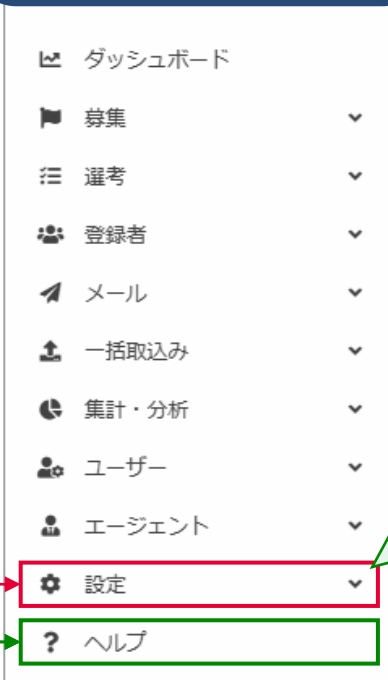 ダッシュボード
募集
選考
登録者
メール
一括取込み
集計・分析
ユーザー
エージェント
設定
ヘルプ